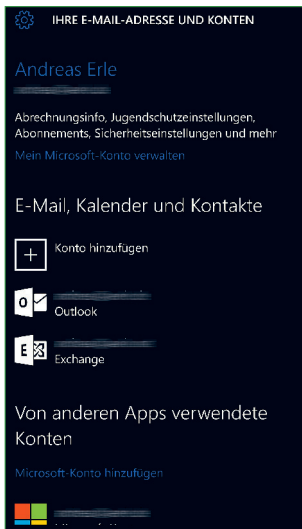 IHRE E-MAIL-ADRESSE UND KONTEN
Andreas Erle
Abrechnungsinfo, Jugendschutzeinstellungen,
Abonnements, Sicherheitseinstellungen und mehr
Mein Microsoft-Konto verwalten
E-Mail, Kalender und Kontakte
Konto hinzufügen
Outlook
Exchange
Von anderen Apps verwendete
Konten
Microsoft-Konto hinzufügen